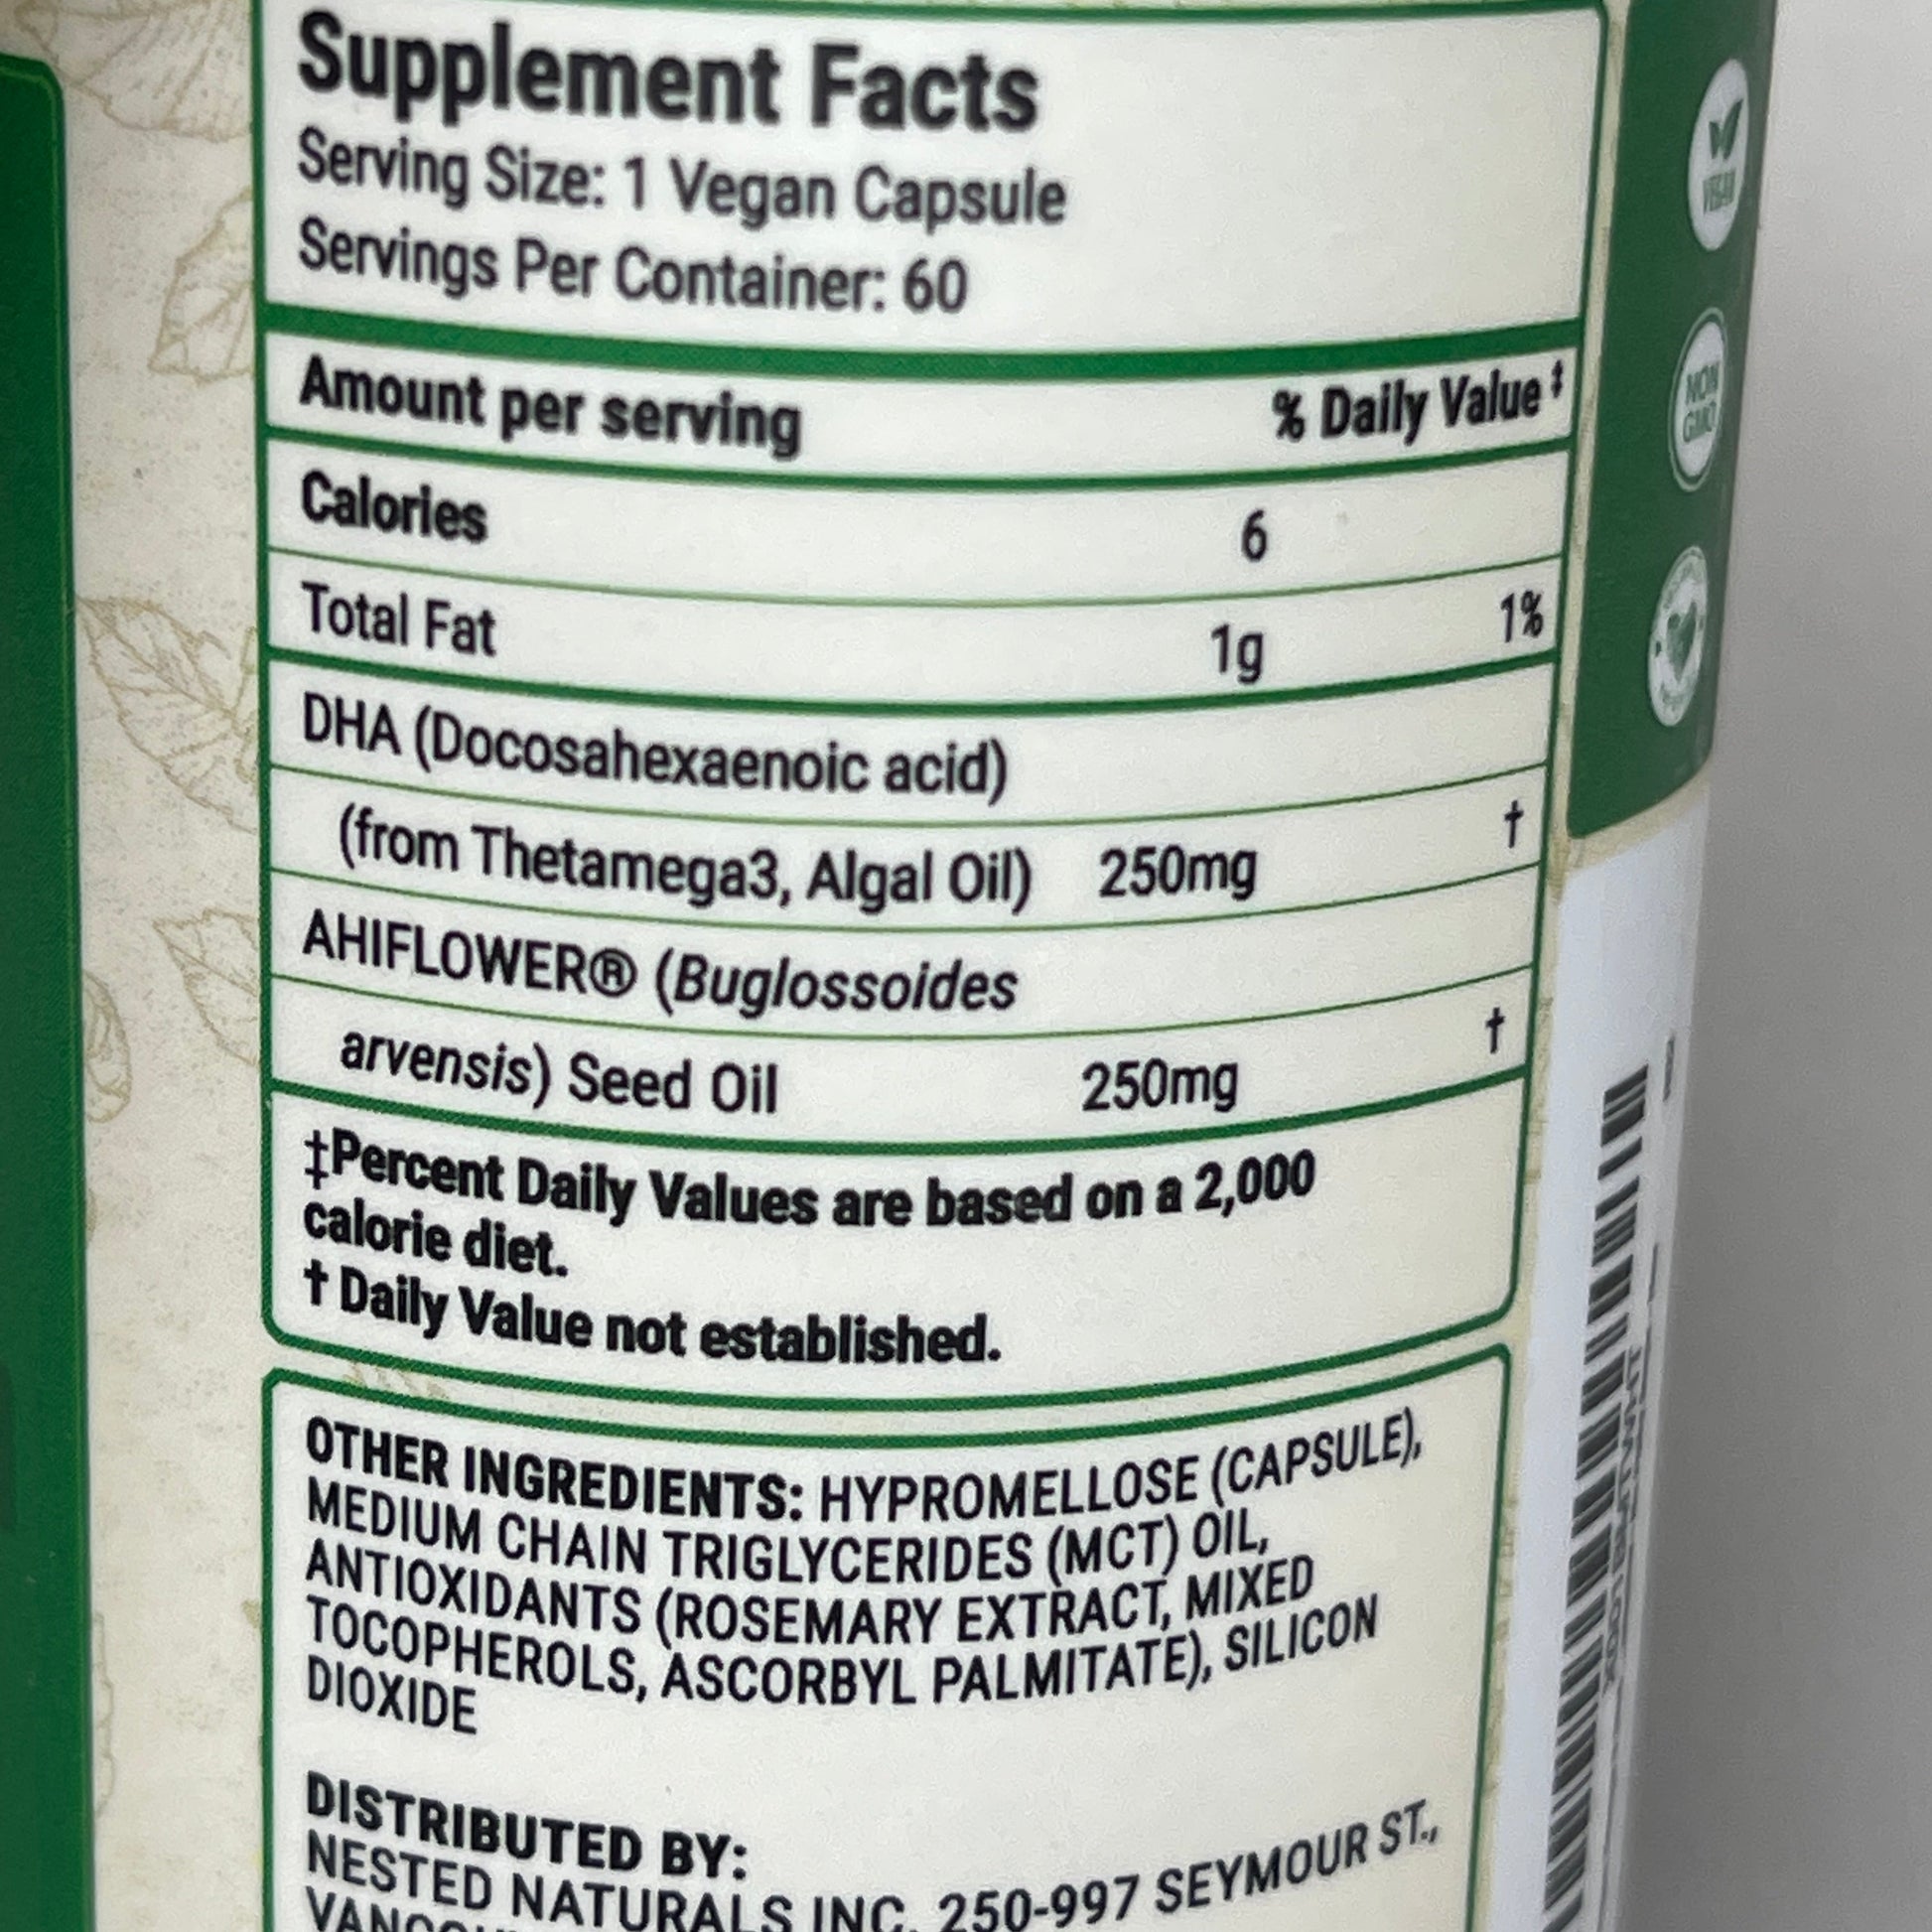 Supplement Facts
Serving Size: 1 Vegan Capsule
Servings Per Container: 60
Amount per serving % Daily Value‡
Calories 6
Total Fat 1g 1%
DHA (Docosahexaenoic acid)
(from Thetamega3, Algal Oil) 250mg †
AHIFLOWER® (Buglossoides
arvensis) Seed Oil 250mg †
‡Percent Daily Values are based on a 2,000
calorie diet.
† Daily Value not established.
OTHER INGREDIENTS: HYPROMELLOSE (CAPSULE),
MEDIUM CHAIN TRIGLYCERIDES (MCT) OIL,
ANTIOXIDANTS (ROSEMARY EXTRACT, MIXED
TOCOPHEROLS, ASCORBYL PALMITATE), SILICON
DIOXIDE
DISTRIBUTED BY:
NESTED NATURALS INC. 250-997 SEYMOUR ST.,
VEGAN
NON
GMO